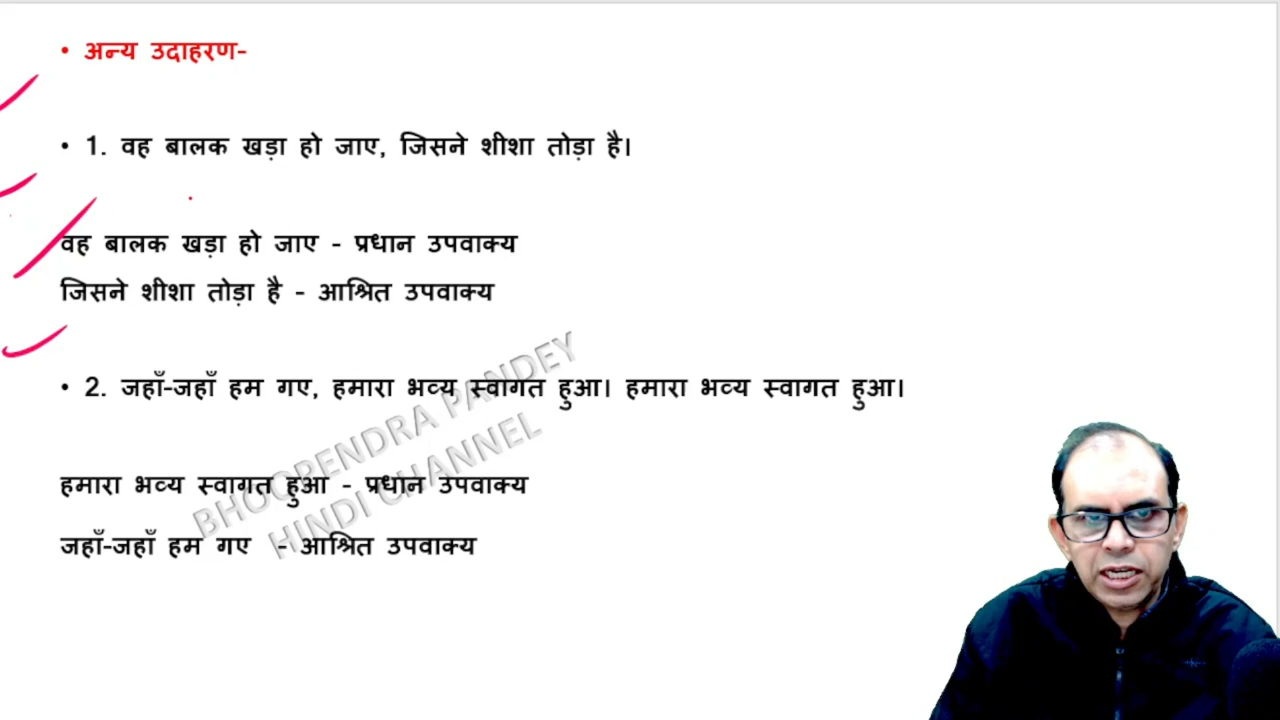 • अन्य उदाहरण-
• 1. वह बालक खड़ा हो जाए, जिसने शीशा तोड़ा है।
वह बालक खड़ा हो जाए - प्रधान उपवाक्य
जिसने शीशा तोड़ा है - आश्रित उपवाक्य
• 2. जहाँ-जहाँ हम गए, हमारा भव्य स्वागत हुआ। हमारा भव्य स्वागत हुआ।
हमारा भव्य स्वागत हुआ - प्रधान उपवाक्य
जहाँ-जहाँ हम गए - आश्रित उपवाक्य
BHOOPENDRA PANDEY
HINDI CHANNEL